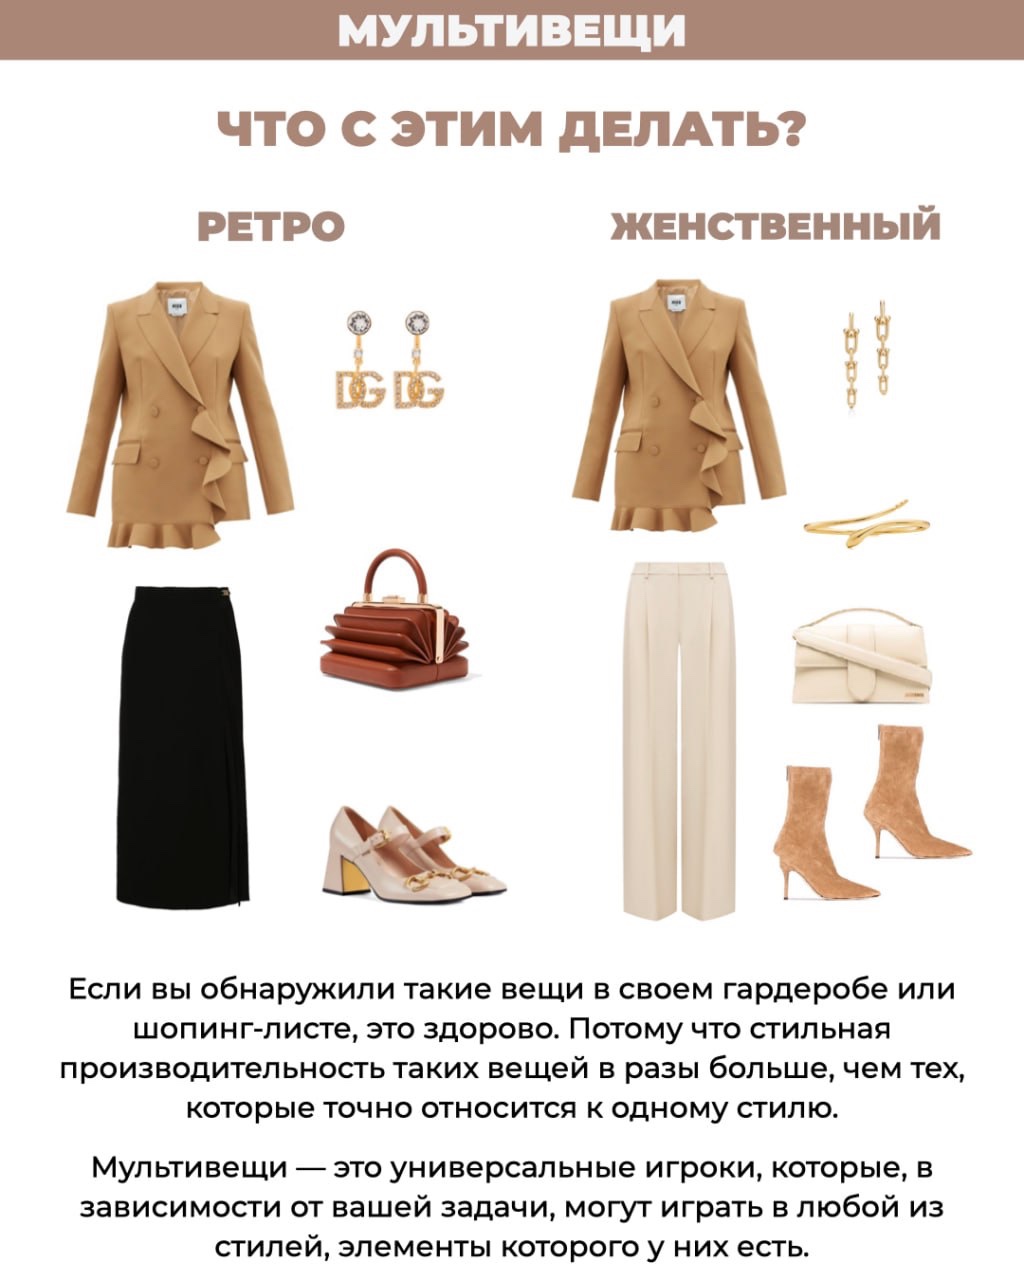 МУЛЬТИВЕЩИ
ЧТО С ЭТИМ ДЕЛАТЬ?
РЕТРО
ЖЕНСТВЕННЫЙ
DG DG
Если вы обнаружили такие вещи в своем гардеробе или
шопинг-листе, это здорово. Потому что стильная
производительность таких вещей в разы больше, чем тех,
которые точно относится к одному стилю.
Мультивещи — это универсальные игроки, которые, в
зависимости от вашей задачи, могут играть в любой из
стилей, элементы которого у них есть.